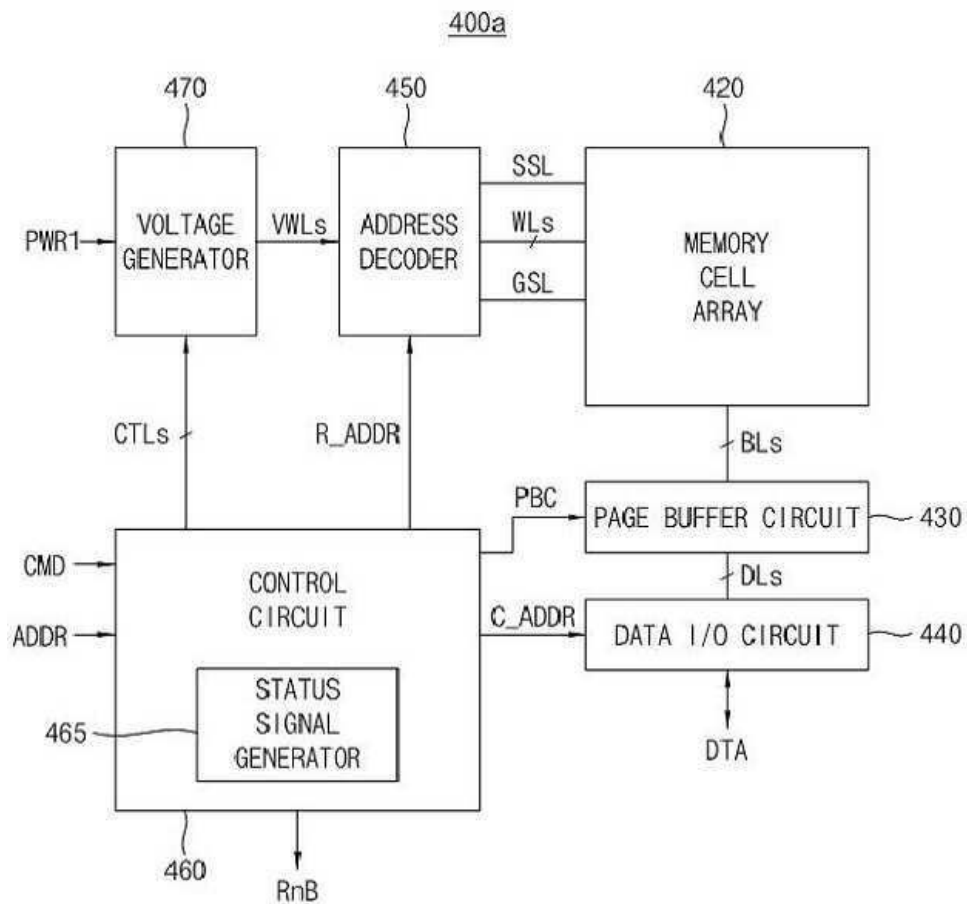 400a
470
450
420
VOLTAGE
GENERATOR
ADDRESS
DECODER
MEMORY
CELL
ARRAY
PWR1
VWLs
SSL
WLs
GSL
CTLs
R_ADDR
BLs
PBC
PAGE BUFFER CIRCUIT
430
DLs
CMD
ADDR
CONTROL
CIRCUIT
C_ADDR
DATA I/O CIRCUIT
440
STATUS
SIGNAL
GENERATOR
465
DTA
460
RnB